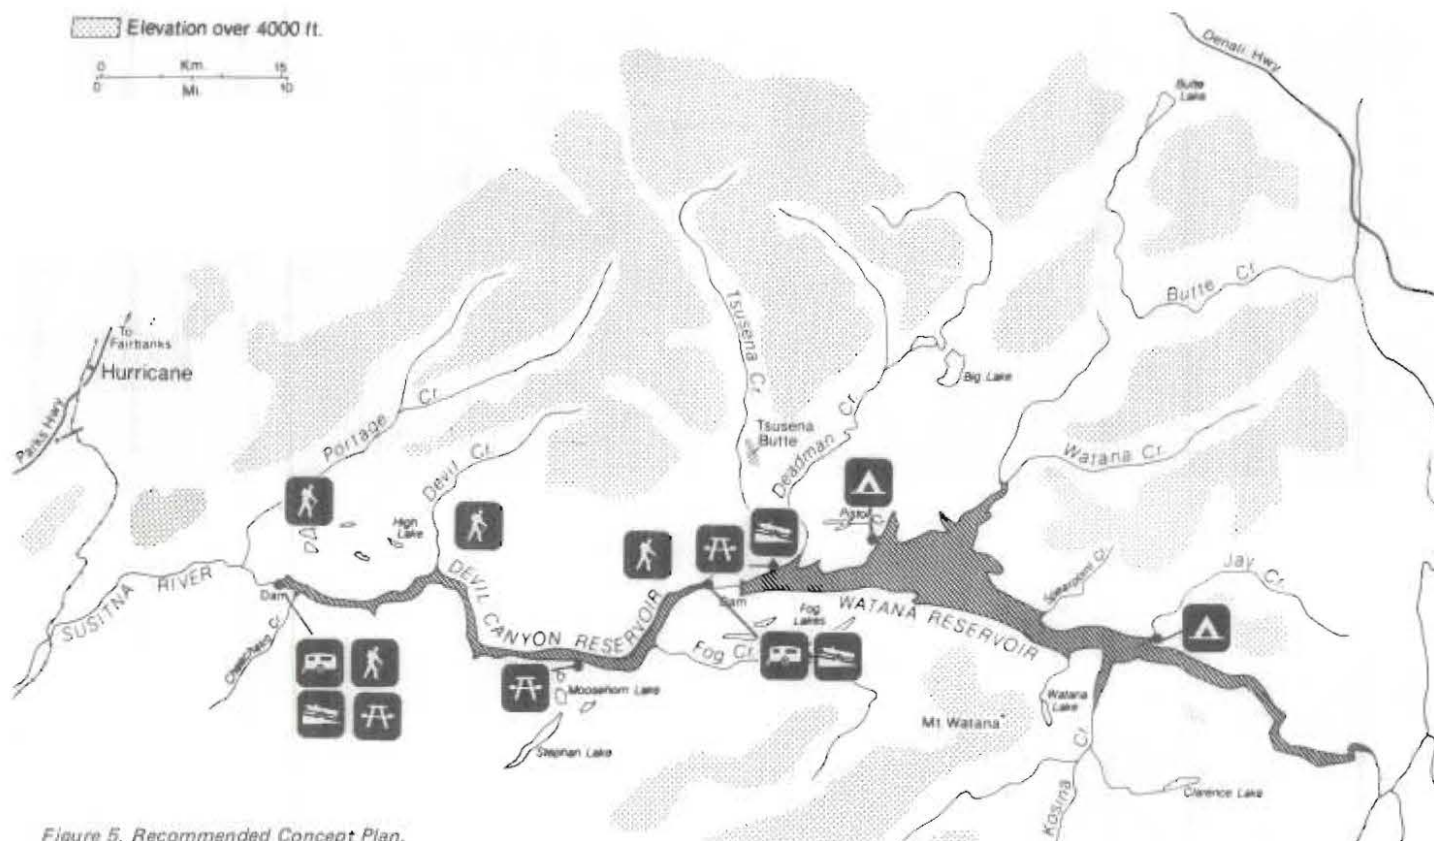 Elevation over 4000 ft.
0 Km. 15
0 Mi. 10
Denali Hwy
Butte
Lake
Butte Cr.
To
Fairbanks
Hurricane
Parks Hwy
Portage Cr.
Devil Cr.
Tsusena Cr.
Tsusena
Butte
Deadman Cr.
Big Lake
Watana Cr.
High
Lake
Pistol Cr.
Jay Cr.
SUSITNA RIVER
Dam
DEVIL CANYON RESERVOIR
Dam
Fog
Lakes
WATANA RESERVOIR
Fog Cr.
Moosehorn Lake
Stephan Lake
Watana
Lake
Mt Watana
Kosina Cr.
Clarence Lake
Figure 5. Recommended Concept Plan.